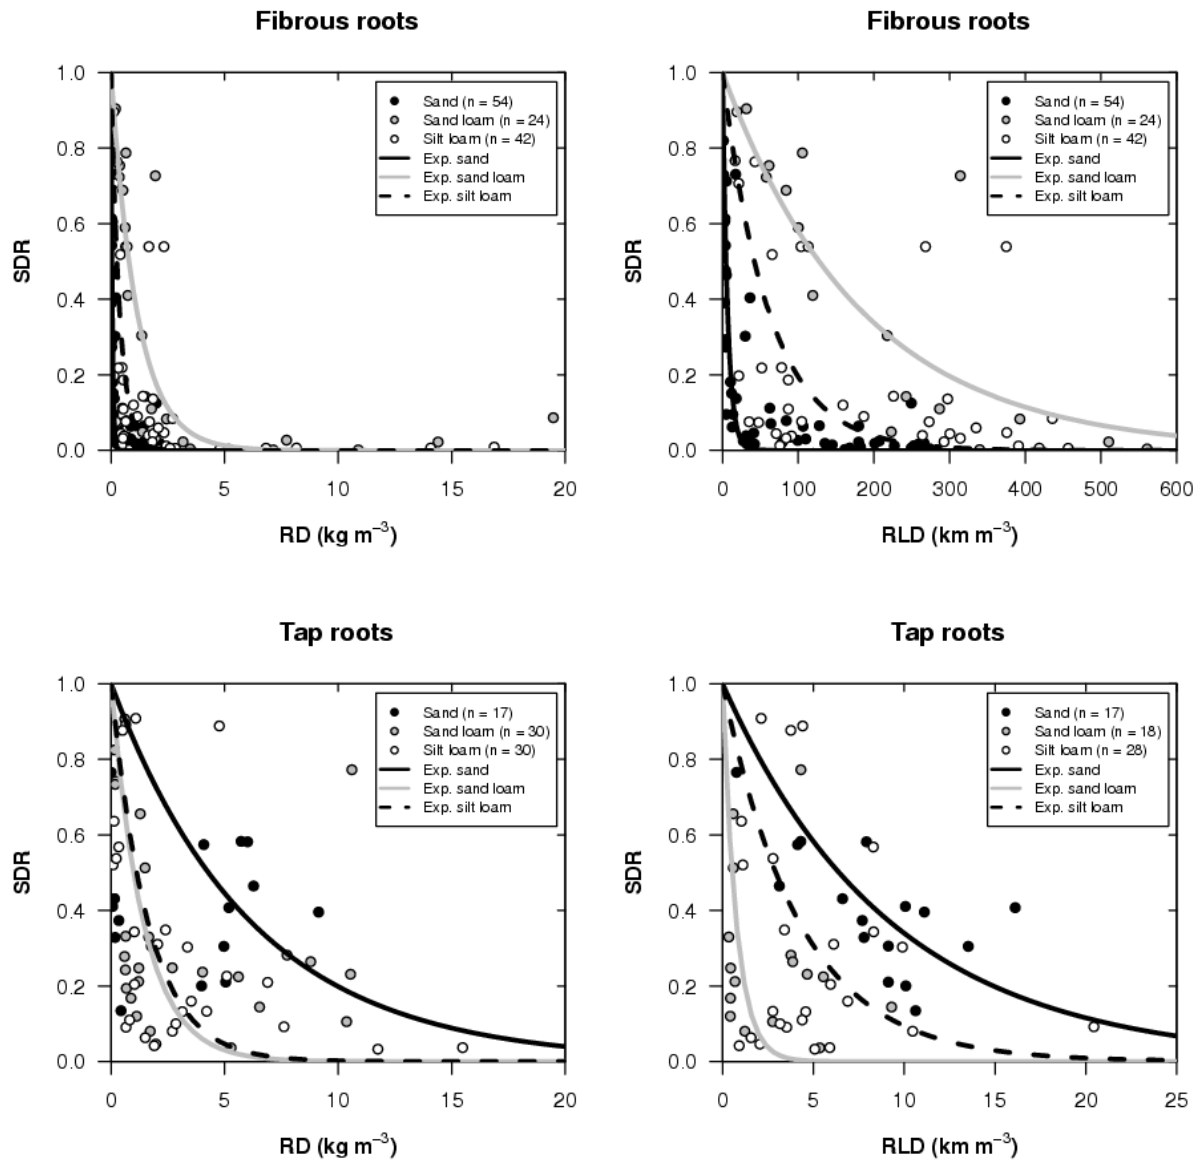 Fibrous roots
1.0
0.8
0.6
0.4
0.2
0.0
SDR
Sand (n = 54)
Sand loam (n = 24)
Silt loam (n = 42)
Exp. sand
Exp. sand loam
Exp. silt loam
0 5 10 15 20
RD (kg m⁻³)
Fibrous roots
1.0
0.8
0.6
0.4
0.2
0.0
SDR
Sand (n = 54)
Sand loam (n = 24)
Silt loam (n = 42)
Exp. sand
Exp. sand loam
Exp. silt loam
0 100 200 300 400 500 600
RLD (km m⁻³)
Tap roots
1.0
0.8
0.6
0.4
0.2
0.0
SDR
Sand (n = 17)
Sand loam (n = 30)
Silt loam (n = 30)
Exp. sand
Exp. sand loam
Exp. silt loam
0 5 10 15 20
RD (kg m⁻³)
Tap roots
1.0
0.8
0.6
0.4
0.2
0.0
SDR
Sand (n = 17)
Sand loam (n = 18)
Silt loam (n = 28)
Exp. sand
Exp. sand loam
Exp. silt loam
0 5 10 15 20 25
RLD (km m⁻³)